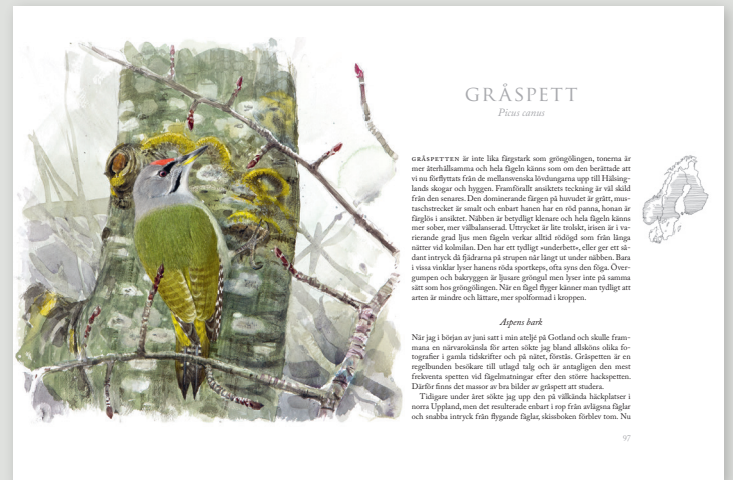 GRÅSPETT
Picus canus
GRÅSPETTEN är inte lika färgstark som gröngölingen, tonerna är
mer återhållsamma och hela fågeln känns som om den berättade att
vi nu förflyttats från de mellansvenska lövdungarna upp till Hälsing-
lands skogar och hyggen. Framförallt ansiktets teckning är väl skild
från den senares. Den dominerande färgen på huvudet är grått, mus-
taschstrecket är smalt och enbart hanen har en röd panna, honan är
färglös i ansiktet. Näbben är betydligt klenare och hela fågeln känns
mer sober, mer välbalanserad. Uttrycket är lite trolskt, irisen är i va-
rierande grad ljus men fågeln verkar alltid rödögd som från långa
nätter vid kolmilan. Den har ett tydligt »underbett«, eller ger ett så-
dant intryck då fjädrarna på strupen når långt ut under näbben. Bara
i vissa vinklar lyser hanens röda sportkeps, ofta syns den föga. Över-
gumpen och bakryggen är ljusare gröngul men lyser inte på samma
sätt som hos gröngölingen. När en fågel flyger känner man tydligt att
arten är mindre och lättare, mer spolformad i kroppen.
Aspens bark
När jag i början av juni satt i min ateljé på Gotland och skulle fram-
mana en närvarokänsla för arten sökte jag bland allsköns olika fo-
tografier i gamla tidskrifter och på nätet, förstås. Gråspetten är en
regelbunden besökare till utlagd talg och är antagligen den mest
frekventa spetten vid fågelmatningar efter den större hackspetten.
Därför finns det massor av bra bilder av gråspett att studera.
Tidigare under året sökte jag upp den på välkända häckplatser i
norra Uppland, men det resulterade enbart i rop från avlägsna fåglar
och snabba intryck från flygande fåglar, skissboken förblev tom. Nu
97